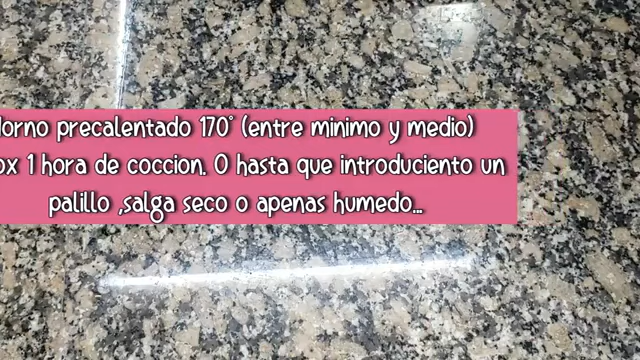 Horno precalentado 170° (entre minimo y medio)
1 hora de coccion. O hasta que introduciento un
palillo ,salga seco o apenas humedo...